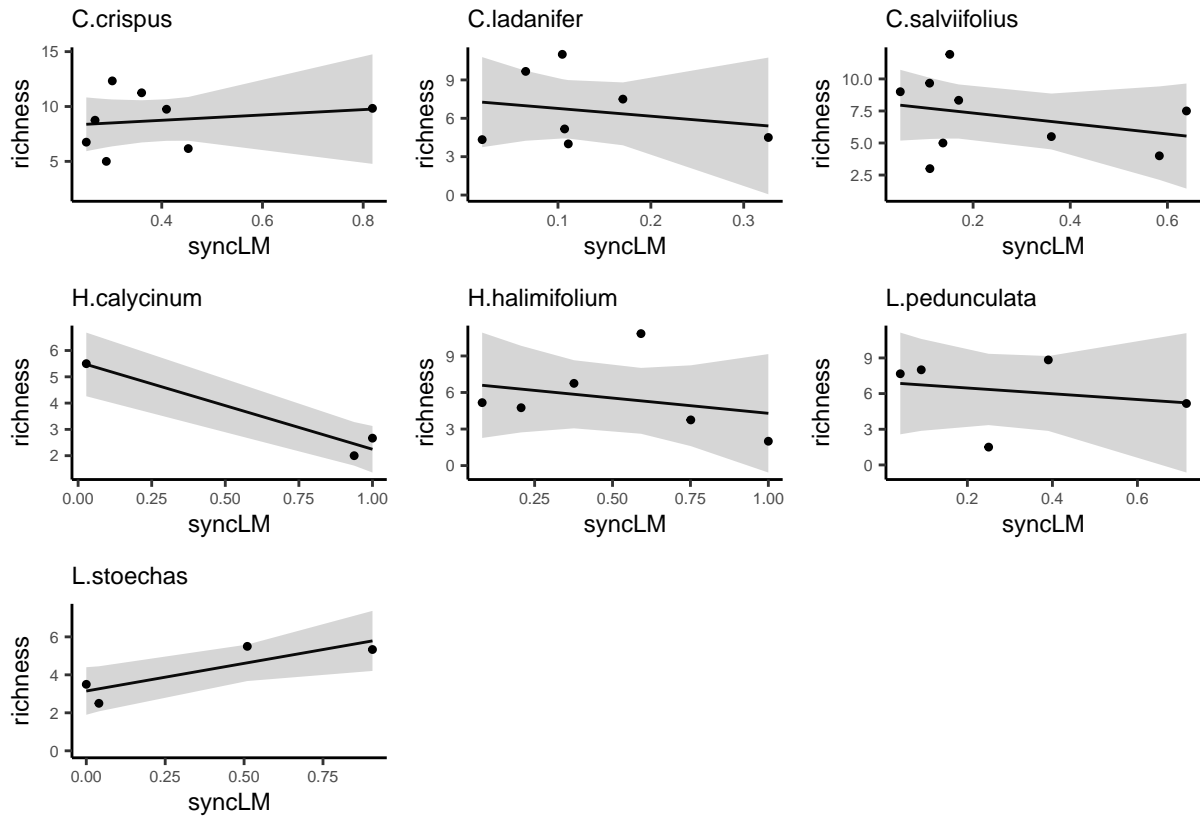 C.crispus
C.ladanifer
C.salviifolius
15
10
5
richness
0.4
0.6
0.8
syncLM
9
6
3
0
richness
0.1
0.2
0.3
syncLM
10.0
7.5
5.0
2.5
richness
0.2
0.4
0.6
syncLM
H.calycinum
H.halimifolium
L.pedunculata
6
5
4
3
2
richness
0.00
0.25
0.50
0.75
1.00
syncLM
9
6
3
0
richness
0.25
0.50
0.75
1.00
syncLM
9
6
3
0
richness
0.2
0.4
0.6
syncLM
L.stoechas
6
4
2
0
richness
0.00
0.25
0.50
0.75
syncLM